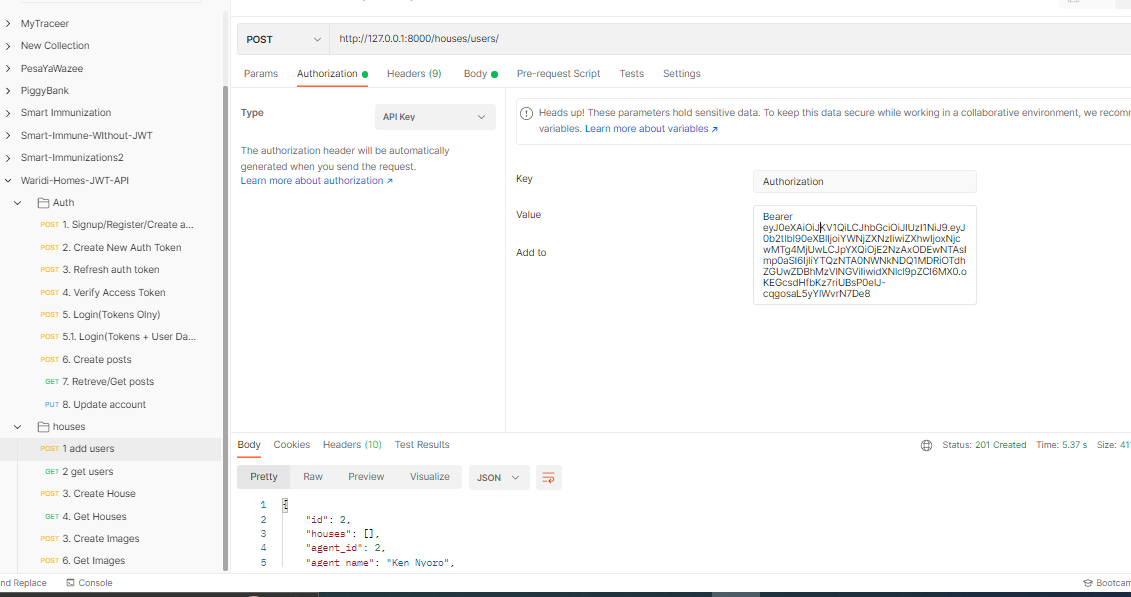 MyTraceer
New Collection
PesaYaWazee
PiggyBank
Smart Immunization
Smart-Immune-WIthout-JWT
Smart-Immunizations2
Waridi-Homes-JWT-API
Auth
POST 1. Signup/Register/Create a...
POST 2. Create New Auth Token
POST 3. Refresh auth token
POST 4. Verify Access Token
POST 5. Login(Tokens Olny)
POST 5.1. Login(Tokens + User Da...
POST 6. Create posts
GET 7. Retreve/Get posts
PUT 8. Update account
houses
POST 1 add users
GET 2 get users
POST 3. Create House
GET 4. Get Houses
POST 3. Create Images
POST 6. Get Images
nd Replace
Console
POST
http://127.0.0.1:8000/houses/users/
Params Authorization Headers (9) Body Pre-request Script Tests Settings
Type
API Key
The authorization header will be automatically
generated when you send the request.
Learn more about authorization ↗
Heads up! These parameters hold sensitive data. To keep this data secure while working in a collaborative environment, we recomm
variables. Learn more about variables ↗
Key
Authorization
Value
Bearer
Add to
Body Cookies Headers (10) Test Results
Status: 201 Created Time: 5.37 s Size: 411
Pretty Raw Preview Visualize JSON
1 {
2 "id": 2,
3 "houses": [],
4 "agent_id": 2,
5 "agent_name": "Ken Nyoro",
Bootcam